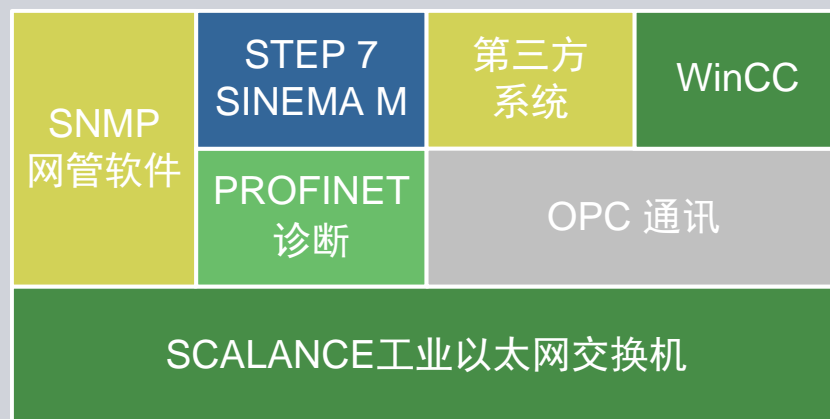 SNMP
网管软件
STEP 7
SINEMA M
第三方
系统
WinCC
PROFINET
诊断
OPC 通讯
SCALANCE工业以太网交换机